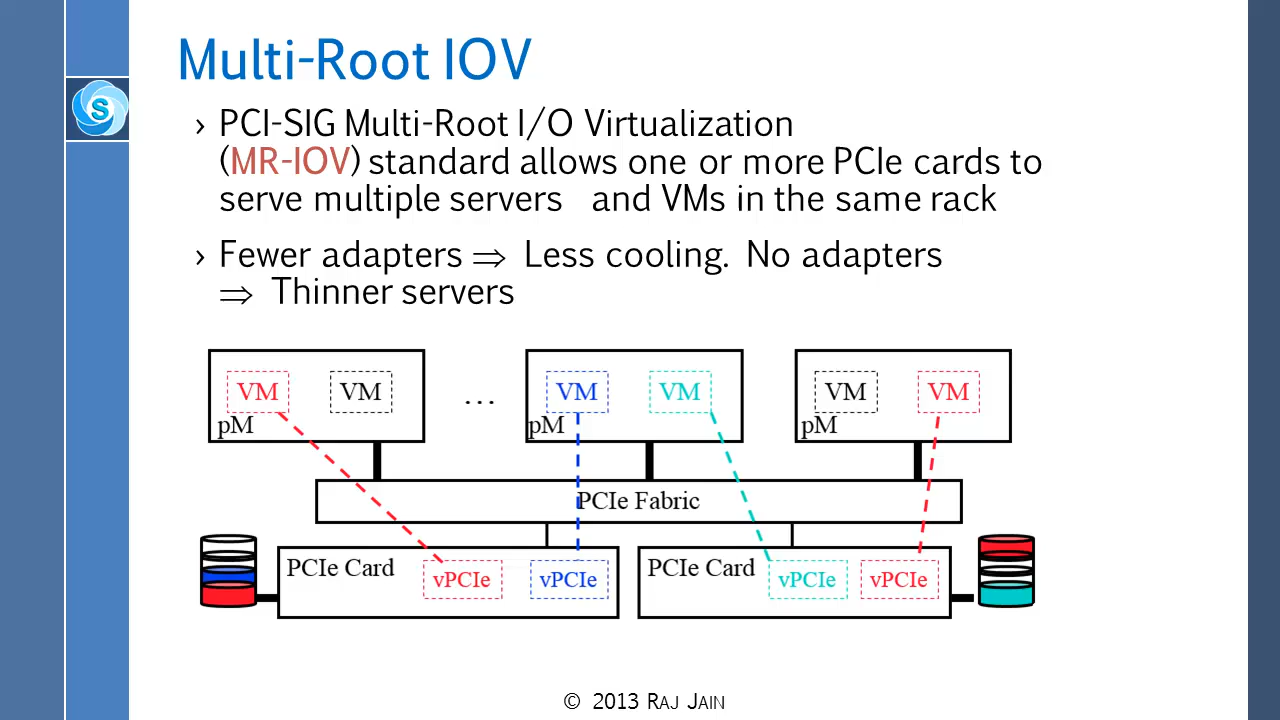 Multi-Root IOV
› PCI-SIG Multi-Root I/O Virtualization
(MR-IOV) standard allows one or more PCIe cards to
serve multiple servers and VMs in the same rack
› Fewer adapters ⇒ Less cooling. No adapters
⇒ Thinner servers
VM VM … VM VM VM VM
pM pM pM
PCIe Fabric
PCIe Card vPCIe vPCIe PCIe Card vPCIe vPCIe
S
© 2013 RAJ JAIN